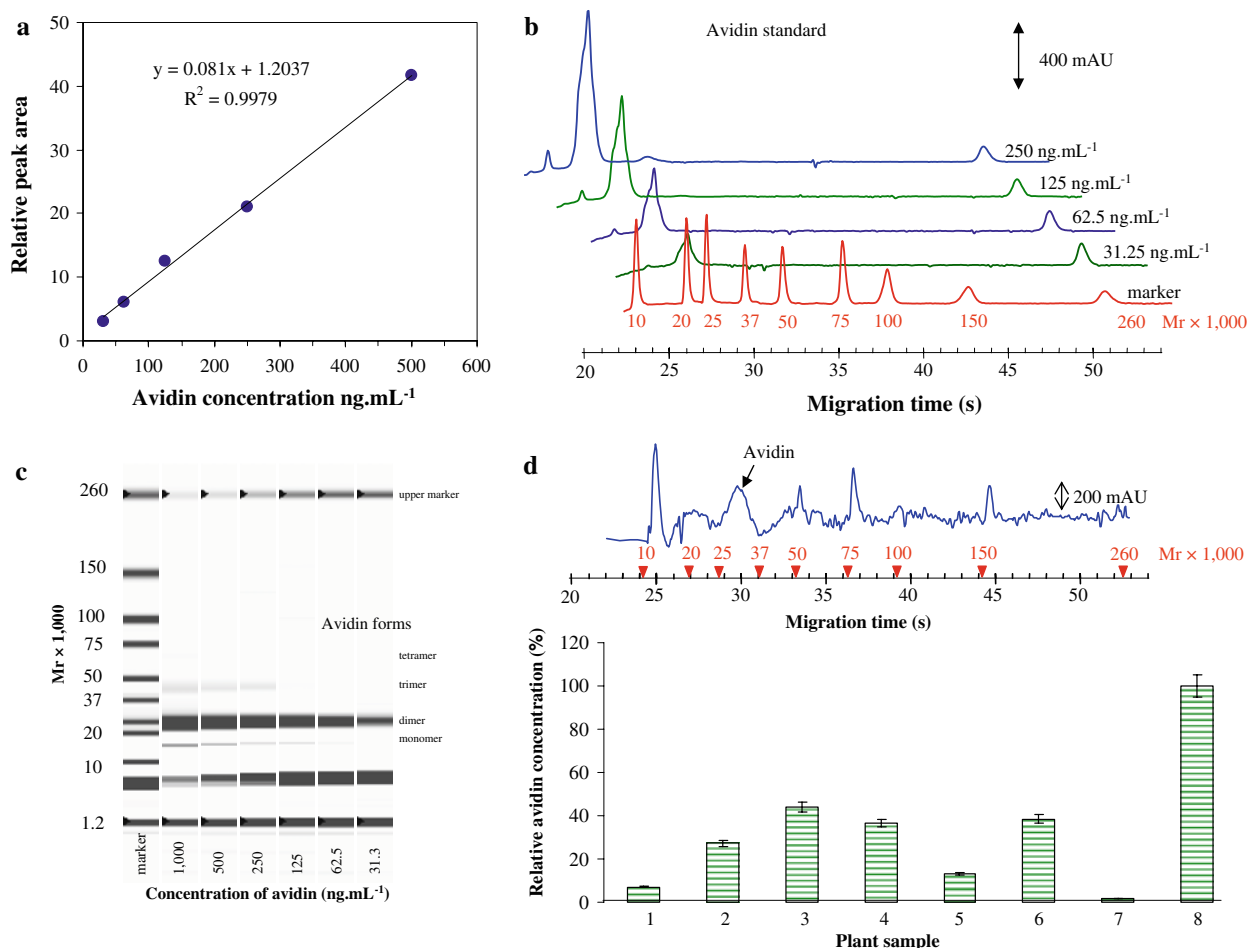 a
50
40
30
20
10
0
y = 0.081x + 1.2037
R² = 0.9979
Relative peak area
0 100 200 300 400 500 600
Avidin concentration ng.mL⁻¹
b
Avidin standard
400 mAU
250 ng.mL⁻¹
125 ng.mL⁻¹
62.5 ng.mL⁻¹
31.25 ng.mL⁻¹
marker
10 20 25 37 50 75 100 150 260 Mr × 1,000
20 25 30 35 40 45 50
Migration time (s)
c
260
150
100
75
50
37
20
10
1.2
Mr × 1,000
upper marker
Avidin forms
tetramer
trimer
dimer
monomer
marker 1,000 500 250 125 62.5 31.3
Concentration of avidin (ng.mL⁻¹)
d
Avidin
200 mAU
10 20 25 37 50 75 100 150 260 Mr × 1,000
20 25 30 35 40 45 50
Migration time (s)
120
100
80
60
40
20
0
Relative avidin concentration (%)
1 2 3 4 5 6 7 8
Plant sample